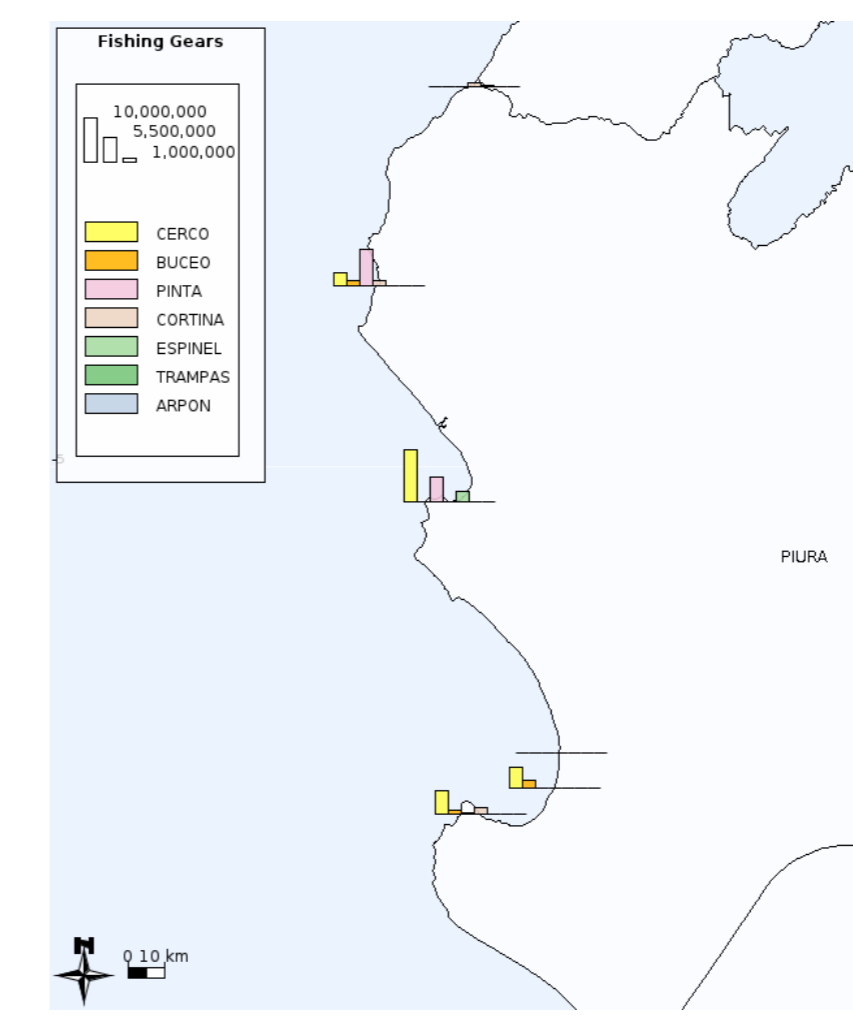 Fishing Gears
10,000,000
5,500,000
1,000,000
CERCO
BUCEO
PINTA
CORTINA
ESPINEL
TRAMPAS
ARPON
-5
PIURA
N
0 10 km